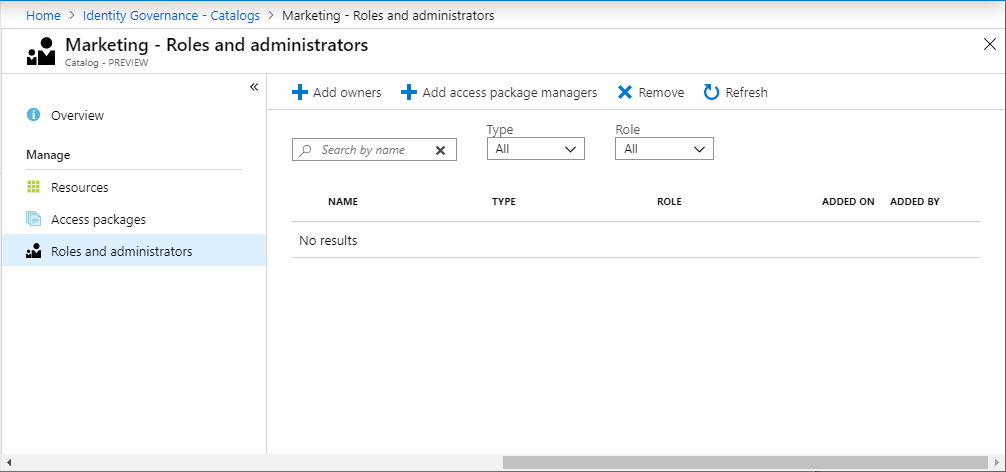 Home > Identity Governance - Catalogs > Marketing - Roles and administrators
Marketing - Roles and administrators
Catalog - PREVIEW
Overview
Manage
Resources
Access packages
Roles and administrators
Add owners Add access package managers Remove Refresh
Type Role
Search by name All All
NAME TYPE ROLE ADDED ON ADDED BY
No results